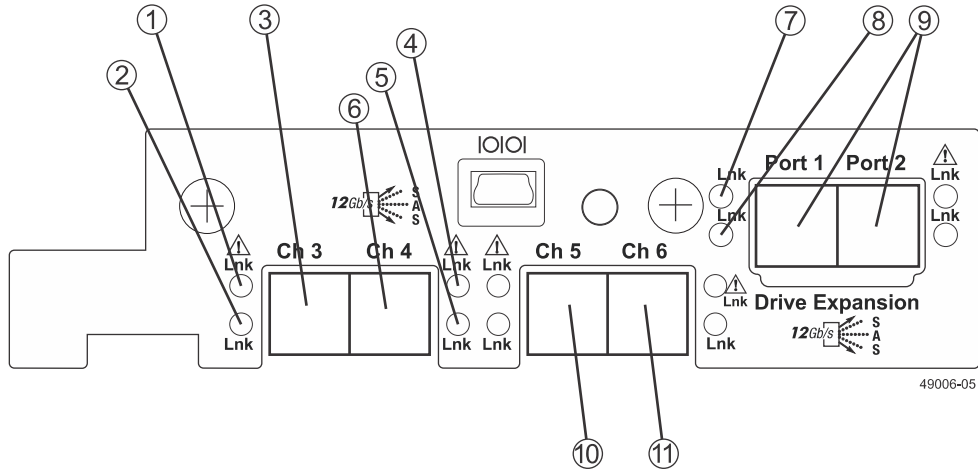 ① ③ ④ ⑦ ⑧ ⑨
② ⑤
⑥
|O|O|
Lnk Port 1 Port 2 Lnk
Lnk Lnk
12Gb/s SAS
Lnk Ch 3 Ch 4 Lnk Lnk Ch 5 Ch 6
Lnk Drive Expansion
Lnk Lnk Lnk Lnk
12Gb/s SAS
49006-05
⑩ ⑪